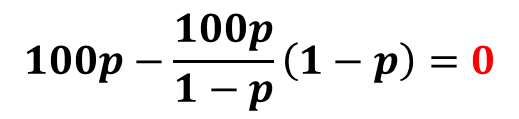 100p − 100p/1 − p (1 − p) = 0